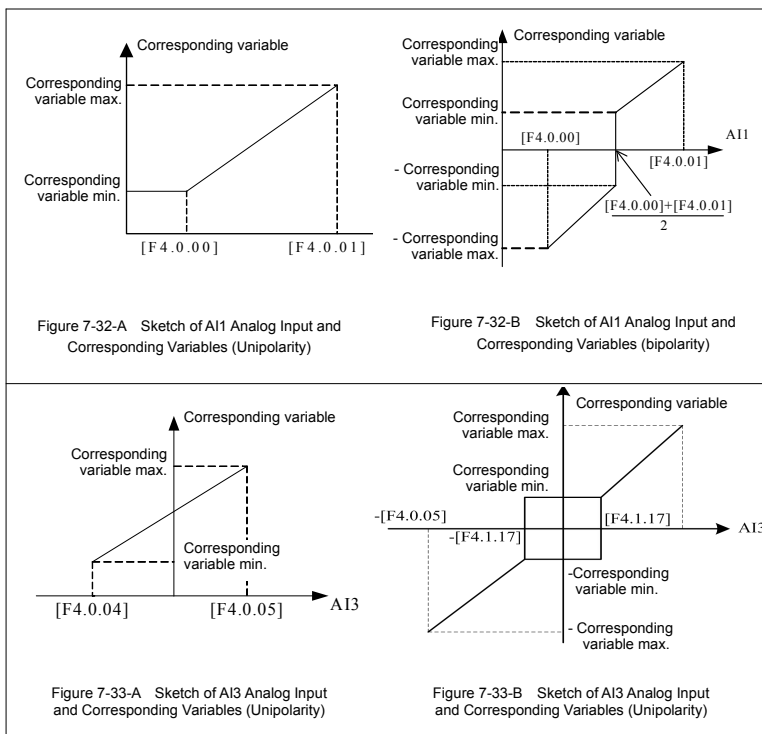 Corresponding variable
Corresponding
variable max.
Corresponding
variable min.
[F4.0.00]
[F4.0.01]
Figure 7-32-A Sketch of AI1 Analog Input and
Corresponding Variables (Unipolarity)
Corresponding
variable max.
Corresponding variable
Corresponding
variable min.
[F4.0.00]
AI1
[F4.0.01]
- Corresponding
variable min.
[F4.0.00]+[F4.0.01]
2
- Corresponding
variable max.
Figure 7-32-B Sketch of AI1 Analog Input and
Corresponding Variables (bipolarity)
Corresponding variable
Corresponding
variable max.
Corresponding
variable min.
[F4.0.04]
[F4.0.05]
AI3
Figure 7-33-A Sketch of AI3 Analog Input
and Corresponding Variables (Unipolarity)
Corresponding variable
Corresponding
variable max.
Corresponding
variable min.
-[F4.0.05]
[F4.1.17]
-[F4.1.17]
AI3
-Corresponding
variable min.
- Corresponding
variable max.
Figure 7-33-B Sketch of AI3 Analog Input
and Corresponding Variables (Unipolarity)